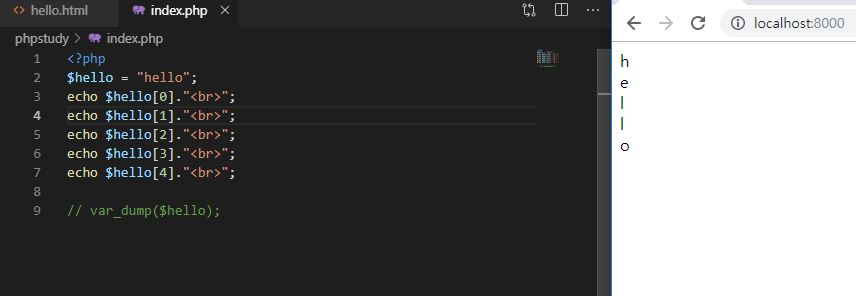 hello.html
index.php
phpstudy > index.php
1 <?php
2 $hello = "hello";
3 echo $hello[0]."<br>";
4 echo $hello[1]."<br>";
5 echo $hello[2]."<br>";
6 echo $hello[3]."<br>";
7 echo $hello[4]."<br>";
8
9 // var_dump($hello);
localhost:8000
h
e
l
l
o